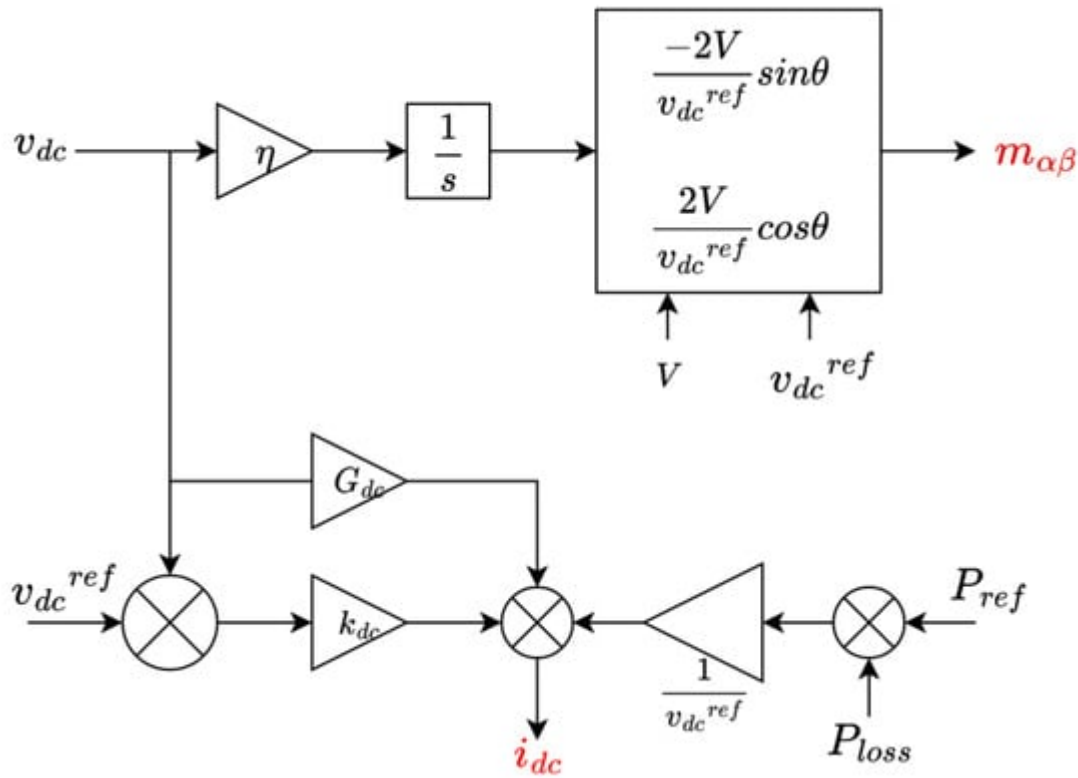 -2V
v_dc^ref sinθ
v_dc
η
1
s
m_αβ
2V
v_dc^ref cosθ
V
v_dc^ref
G_dc
v_dc^ref
k_dc
P_ref
1
v_dc^ref
P_loss
i_dc